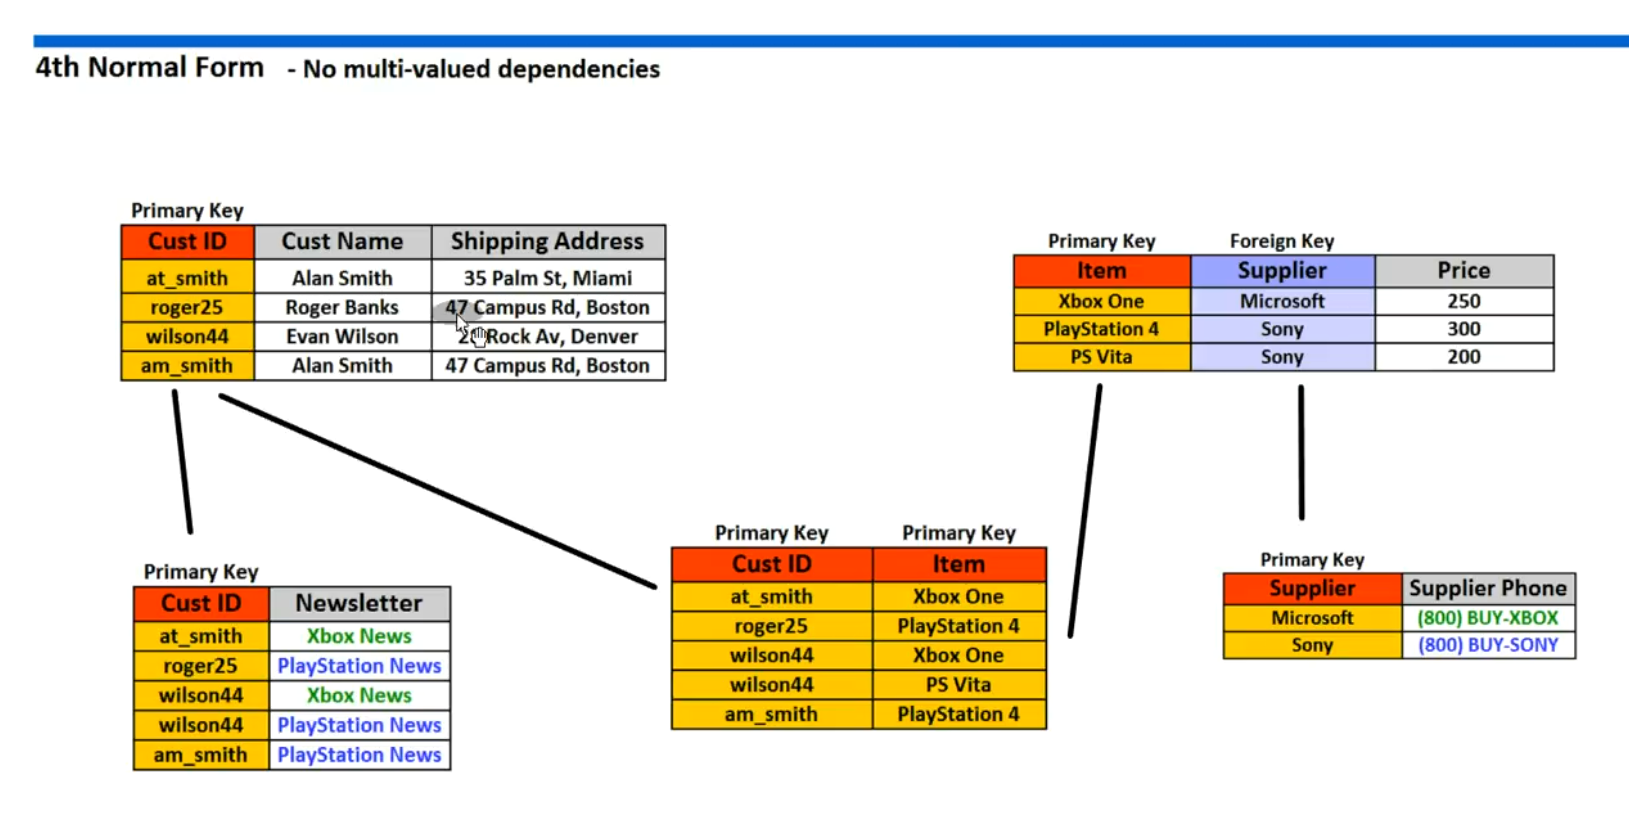 4th Normal Form - No multi-valued dependencies
Primary Key
Cust ID Cust Name Shipping Address
at_smith Alan Smith 35 Palm St, Miami
roger25 Roger Banks 47 Campus Rd, Boston
wilson44 Evan Wilson Rock Av, Denver
am_smith Alan Smith 47 Campus Rd, Boston
Primary Key Foreign Key
Item Supplier Price
Xbox One Microsoft 250
PlayStation 4 Sony 300
PS Vita Sony 200
Primary Key
Cust ID Newsletter
at_smith Xbox News
roger25 PlayStation News
wilson44 Xbox News
wilson44 PlayStation News
am_smith PlayStation News
Primary Key Primary Key
Cust ID Item
at_smith Xbox One
roger25 PlayStation 4
wilson44 Xbox One
wilson44 PS Vita
am_smith PlayStation 4
Primary Key
Supplier Supplier Phone
Microsoft (800) BUY-XBOX
Sony (800) BUY-SONY